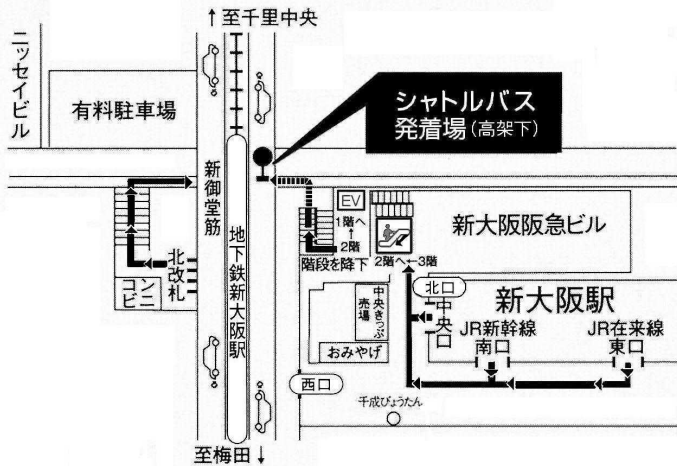 ↑至千里中央
ニッセイビル
有料駐車場
シャトルバス
発着場(高架下)
新御堂筋
地下鉄新大阪駅
EV
1階へ
↑
2階
階段を降下
2階へ←3階
新大阪阪急ビル
北改札
コンビニ
北口
新大阪駅
中央口
中央きっぷ
売場
おみやげ
JR新幹線
南口
JR在来線
東口
西口
千成びょうたん
至梅田↓